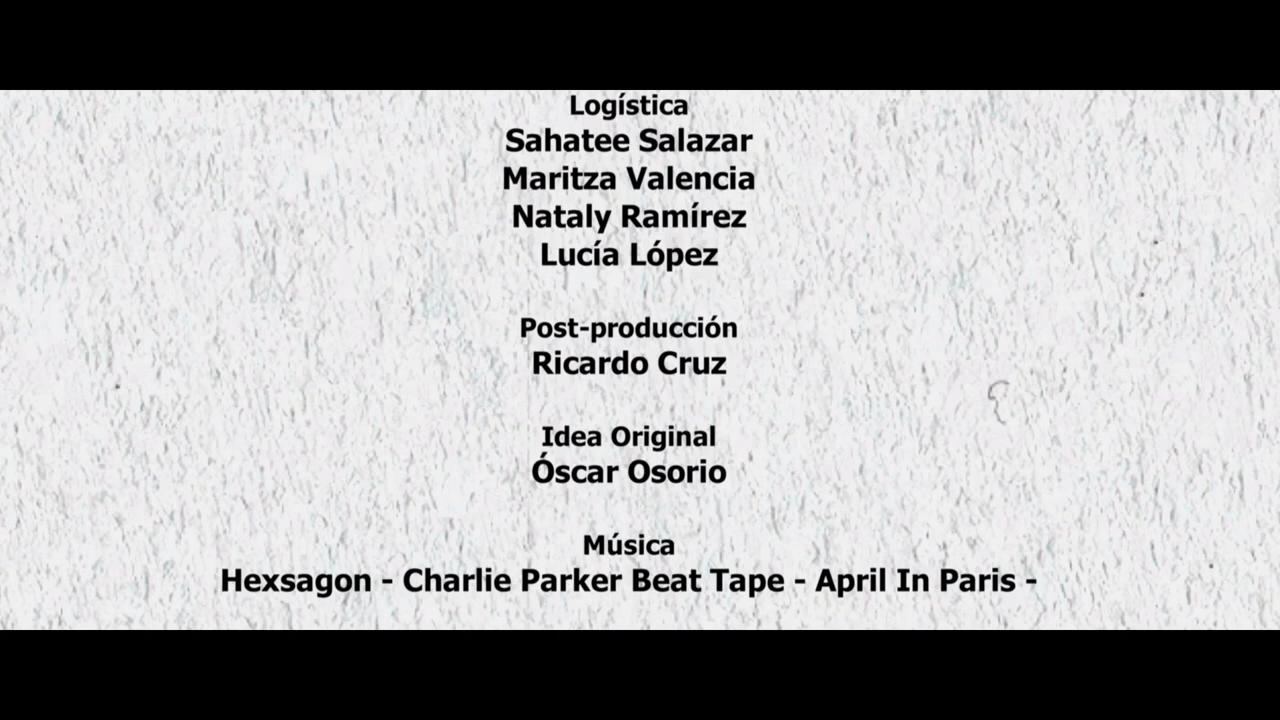 Logística
Sahatee Salazar
Maritza Valencia
Nataly Ramírez
Lucía López
Post-producción
Ricardo Cruz
Idea Original
Óscar Osorio
Música
Hexsagon - Charlie Parker Beat Tape - April In Paris -